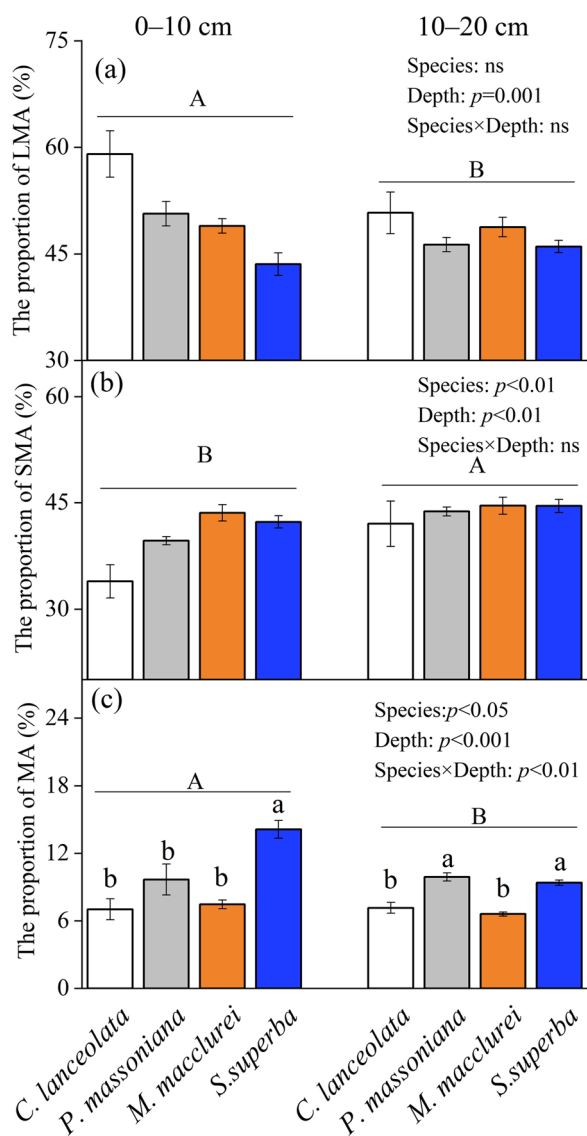 0–10 cm
10–20 cm
The proportion of LMA (%)
75
60
45
30
(a)
A
Species: ns
Depth: p=0.001
Species×Depth: ns
B
The proportion of SMA (%)
60
45
30
(b)
B
Species: p<0.01
Depth: p<0.01
Species×Depth: ns
A
The proportion of MA (%)
24
18
12
6
0
(c)
A
b
b
b
a
Species:p<0.05
Depth: p<0.001
Species×Depth: p<0.01
B
b
a
b
a
C. lanceolata
P. massoniana
M. macclurei
S.superba
C. lanceolata
P. massoniana
M. macclurei
S.superba